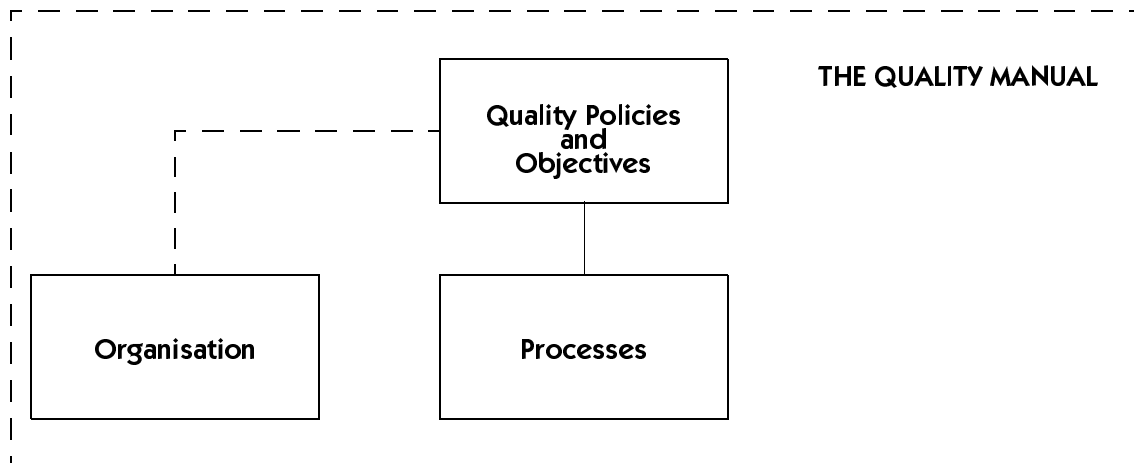 THE QUALITY MANUAL
Quality Policies
and
Objectives
Organisation
Processes